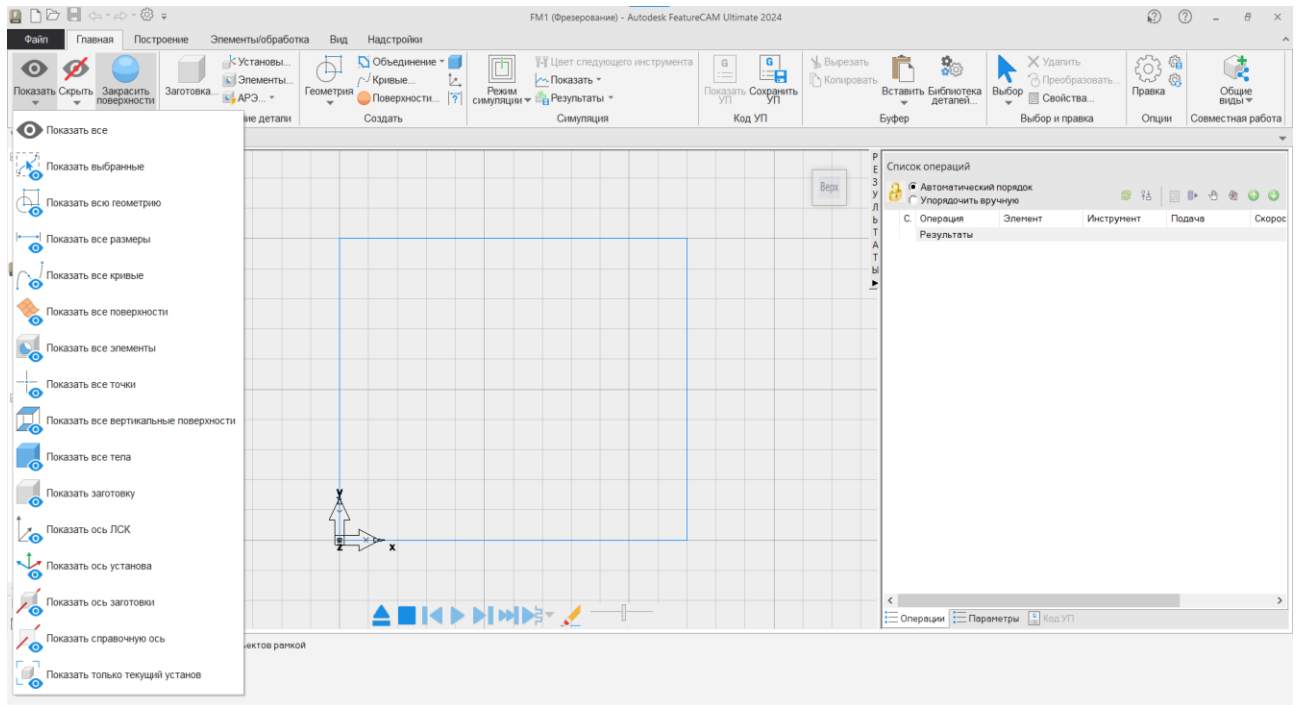 FM1 (Фрезерование) - Autodesk FeatureCAM Ultimate 2024
Файл Главная Построение Элементы/обработка Вид Надстройки
Показать Скрыть Закрасить поверхности
Заготовка...
Установы...
Элементы...
АРЭ...
Геометрия
Объединение
Кривые...
Поверхности...
Режим симуляции
Цвет следующего инструмента
Показать
Результаты
Показать УП
Сохранить УП
Вырезать
Копировать
Вставить
Библиотека деталей...
Выбор
Удалить
Преобразовать...
Свойства...
Правка
Общие виды
ие детали Создать Симуляция Код УП Буфер Выбор и правка Опции Совместная работа
Показать все
Показать выбранные
Показать всю геометрию
Показать все размеры
Показать все кривые
Показать все поверхности
Показать все элементы
Показать все точки
Показать все вертикальные поверхности
Показать все тела
Показать заготовку
Показать ось ЛСК
Показать ось установа
Показать ось заготовки
Показать справочную ось
Показать только текущий установ
Верх
y
z
x
РЕЗУЛЬТАТЫ
Список операций
Автоматический порядок
Упорядочить вручную
С. Операция Элемент Инструмент Подача Скорос
Результаты
Операции Параметры Код УП
ектов рамкой